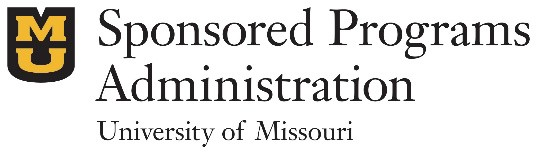 MU
Sponsored Programs
Administration
University of Missouri